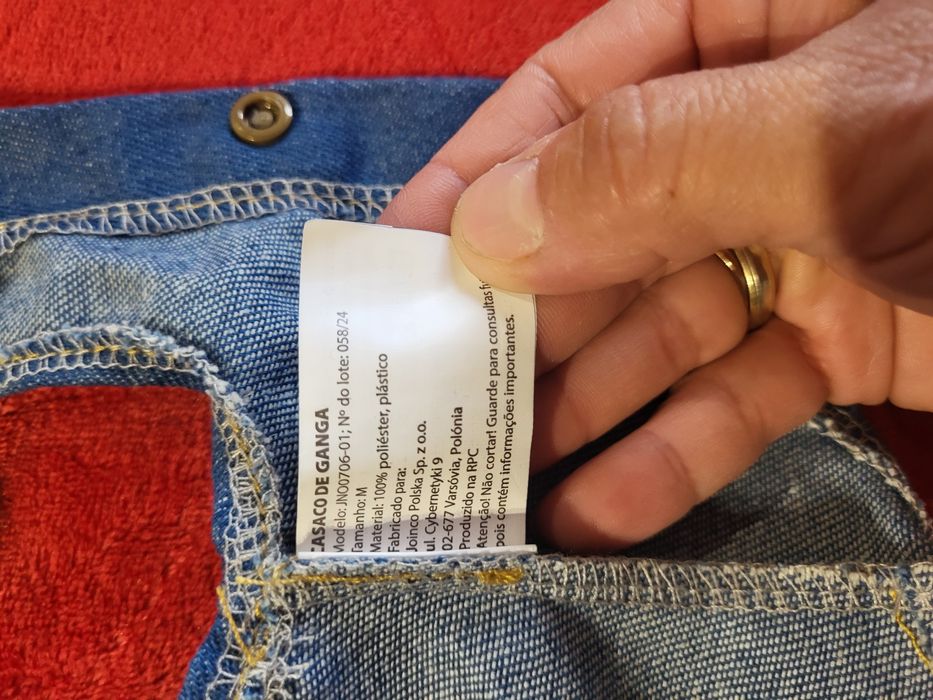 CASACO DE GANGA
Modelo: JNO0706-01; Nº do lote: 058/24
Tamanho: M
Material: 100% poliéster, plástico
Fabricado para:
Joinco Polska Sp. z o.o.
ul. Cybernetyki 9
02-677 Varsóvia, Polónia
Produzido na RPC
Atenção! Não cortar! Guarde para consultas
pois contém informações importantes.